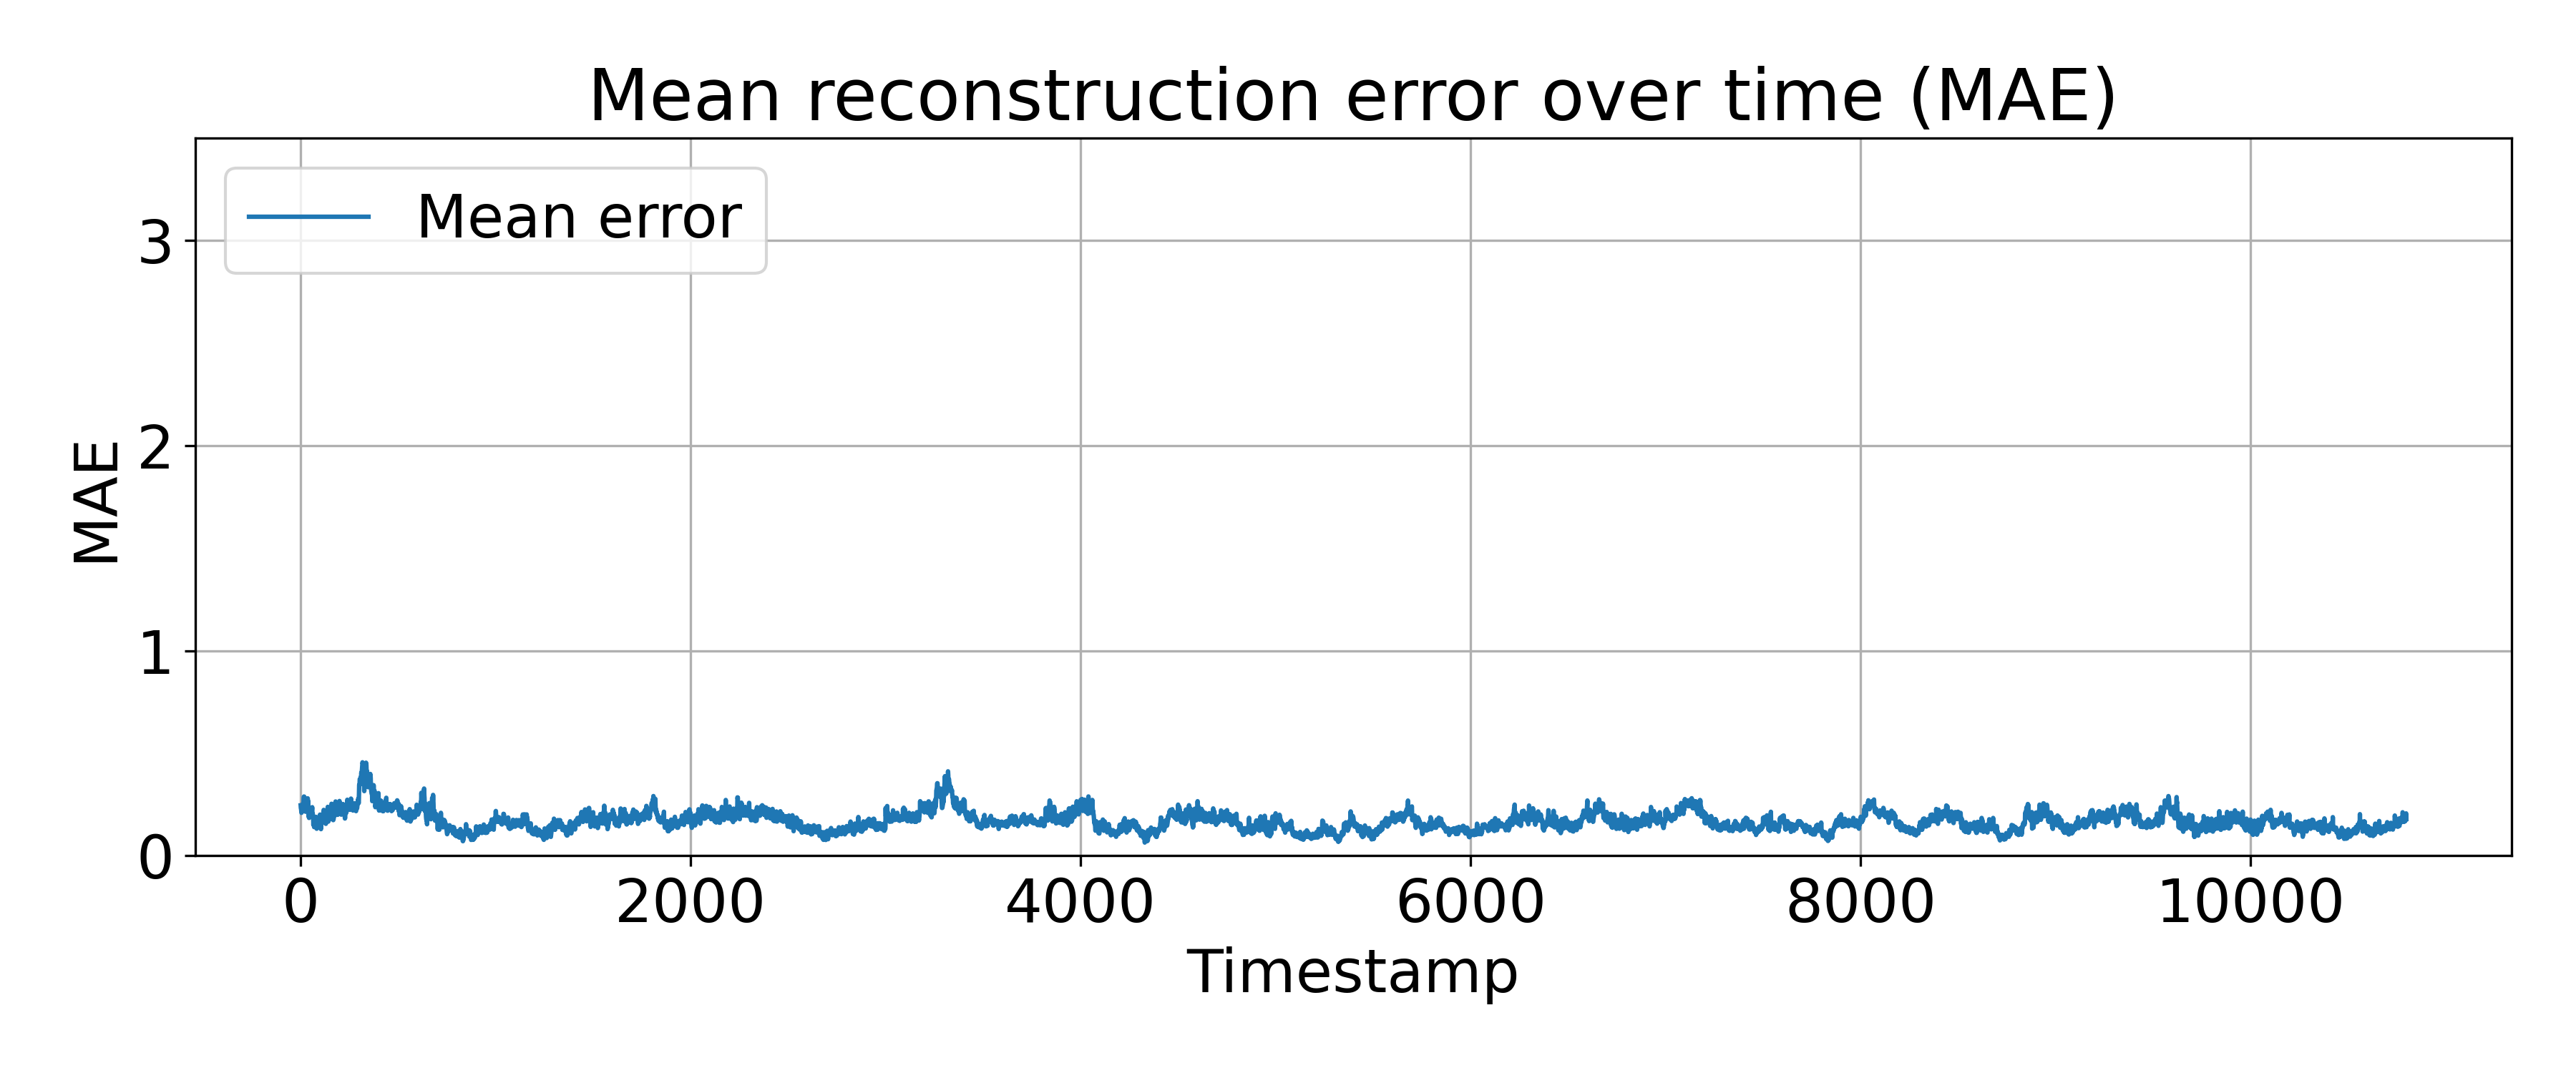 Mean reconstruction error over time (MAE)
Mean error
3
2
1
0
MAE
0 2000 4000 6000 8000 10000
Timestamp